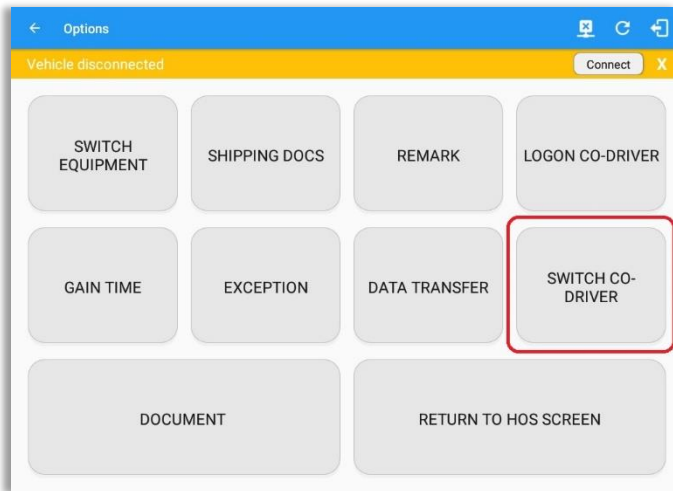 Options
Vehicle disconnected
Connect
X
SWITCH
EQUIPMENT
SHIPPING DOCS
REMARK
LOGON CO-DRIVER
GAIN TIME
EXCEPTION
DATA TRANSFER
SWITCH CO-
DRIVER
DOCUMENT
RETURN TO HOS SCREEN